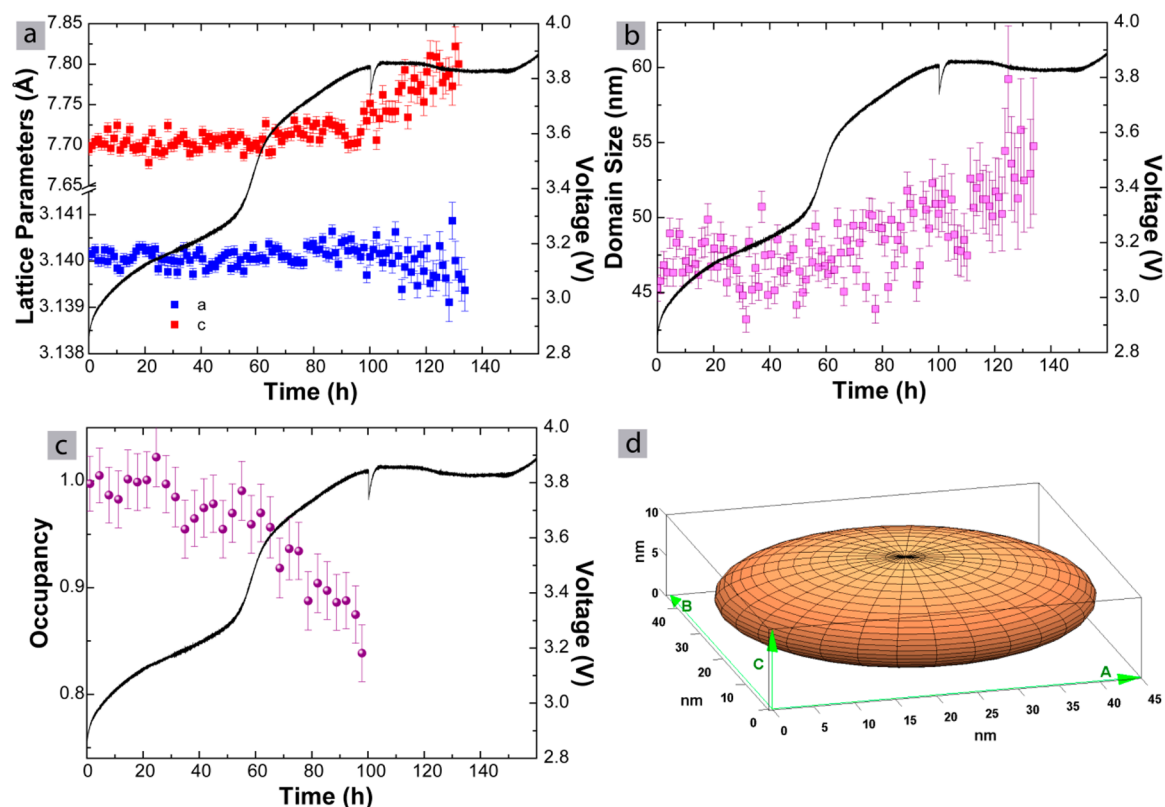 a
Lattice Parameters (Å)
7.85
7.80
7.75
7.70
7.65
3.141
3.140
3.139
3.138
a
c
0 20 40 60 80 100 120 140
Time (h)
4.0
3.8
3.6
3.4
3.2
3.0
2.8
Voltage (V)
b
Domain Size (nm)
60
55
50
45
0 20 40 60 80 100 120 140
Time (h)
4.0
3.8
3.6
3.4
3.2
3.0
2.8
Voltage (V)
c
Occupancy
1.0
0.9
0.8
0 20 40 60 80 100 120 140
Time (h)
4.0
3.8
3.6
3.4
3.2
3.0
2.8
Voltage (V)
d
10
nm
5
0
B
40
30
20
nm
10
0
C
A
0 5 10 15 20 25 30 35 40 45
nm